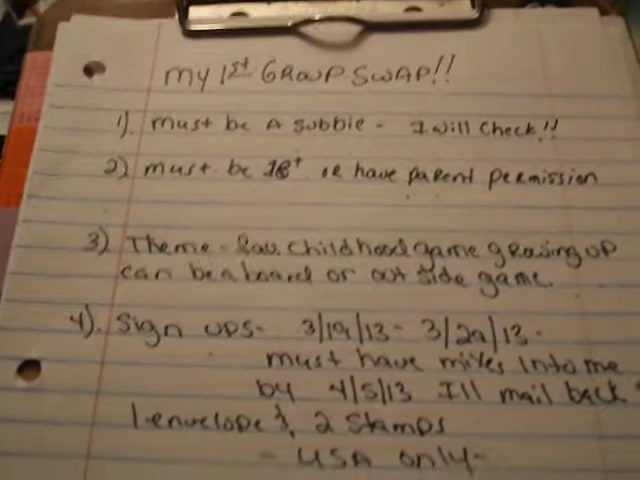 my 1st GROUP SWAP!!
1). must be a subbie - I will check!!
2) must be 18+ or have parent permission
3) Theme - fav. childhood game growing up
can be a board or out side game.
4). Sign ups - 3/19/13 - 3/29/13.
must have mixes into me
by 4/5/13 Ill mail back
1 envelope & 2 stamps
- USA only -